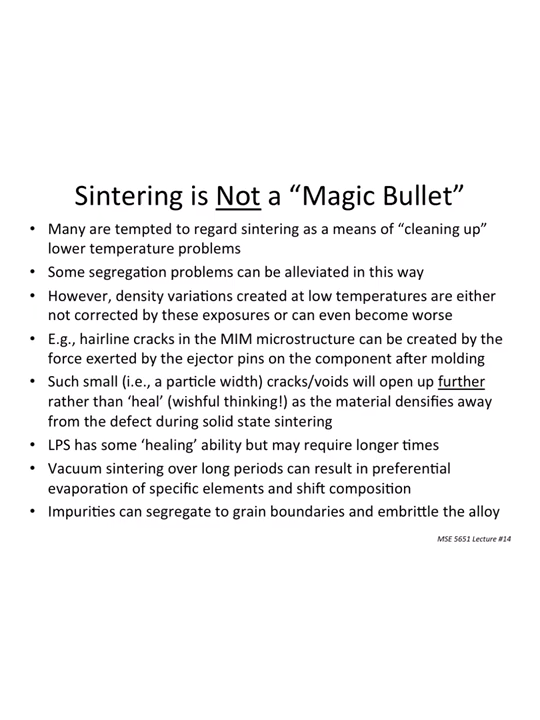 Sintering is Not a “Magic Bullet”
• Many are tempted to regard sintering as a means of “cleaning up”
lower temperature problems
• Some segregation problems can be alleviated in this way
• However, density variations created at low temperatures are either
not corrected by these exposures or can even become worse
• E.g., hairline cracks in the MIM microstructure can be created by the
force exerted by the ejector pins on the component after molding
• Such small (i.e., a particle width) cracks/voids will open up further
rather than ‘heal’ (wishful thinking!) as the material densifies away
from the defect during solid state sintering
• LPS has some ‘healing’ ability but may require longer times
• Vacuum sintering over long periods can result in preferential
evaporation of specific elements and shift composition
• Impurities can segregate to grain boundaries and embrittle the alloy
MSE 5651 Lecture #14